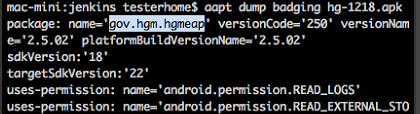 mac-mini:jenkins testerhome$ aapt dump badging hg-1218.apk
package: name='gov.hgm.hgmeap' versionCode='250' versionNam
e='2.5.02' platformBuildVersionName='2.5.02'
sdkVersion:'18'
targetSdkVersion:'22'
uses-permission: name='android.permission.READ_LOGS'
uses-permission: name='android.permission.READ_EXTERNAL_STO